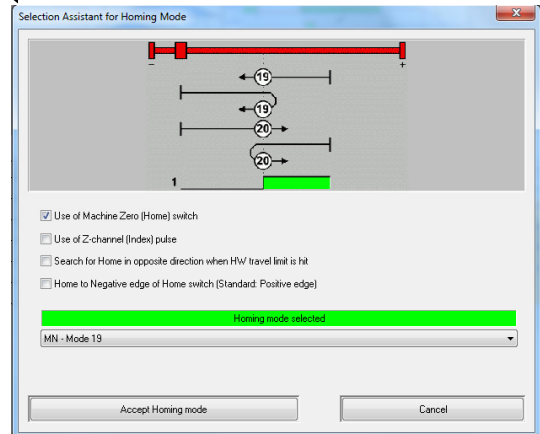 Selection Assistant for Homing Mode
- +
19
19
20
20
1
Use of Machine Zero (Home) switch
Use of Z-channel (Index) pulse
Search for Home in opposite direction when HW travel limit is hit
Home to Negative edge of Home switch (Standard: Positive edge)
Homing mode selected
MN - Mode 19
Accept Homing mode Cancel